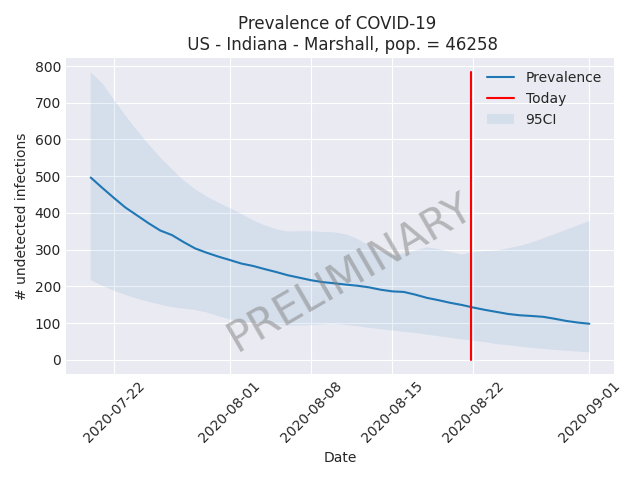 Prevalence of COVID-19
US - Indiana - Marshall, pop. = 46258
800
700
600
500
400
300
200
100
0
# undetected infections
Prevalence
Today
95CI
PRELIMINARY
2020-07-22
2020-08-01
2020-08-08
2020-08-15
2020-08-22
2020-09-01
Date